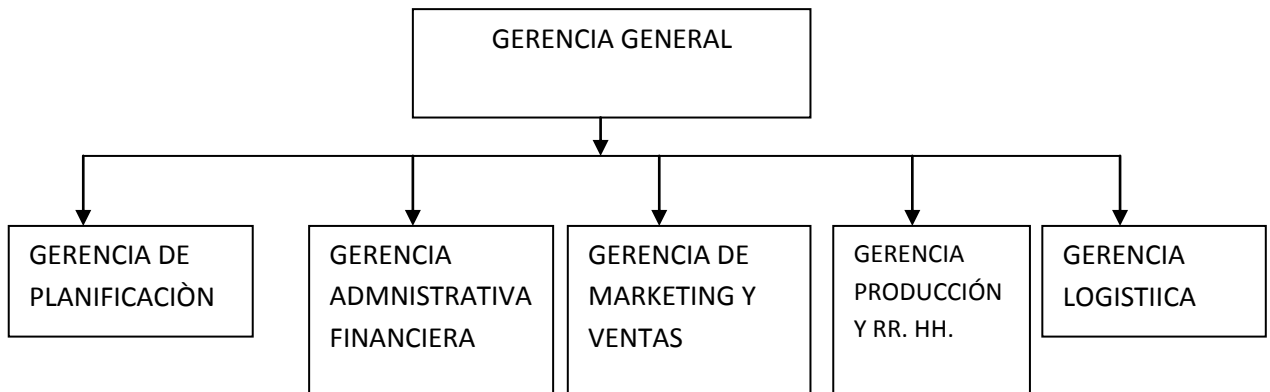 GERENCIA GENERAL
GERENCIA DE
PLANIFICACIÒN
GERENCIA
ADMNISTRATIVA
FINANCIERA
GERENCIA DE
MARKETING Y
VENTAS
GERENCIA
PRODUCCIÓN
Y RR. HH.
GERENCIA
LOGISTIICA